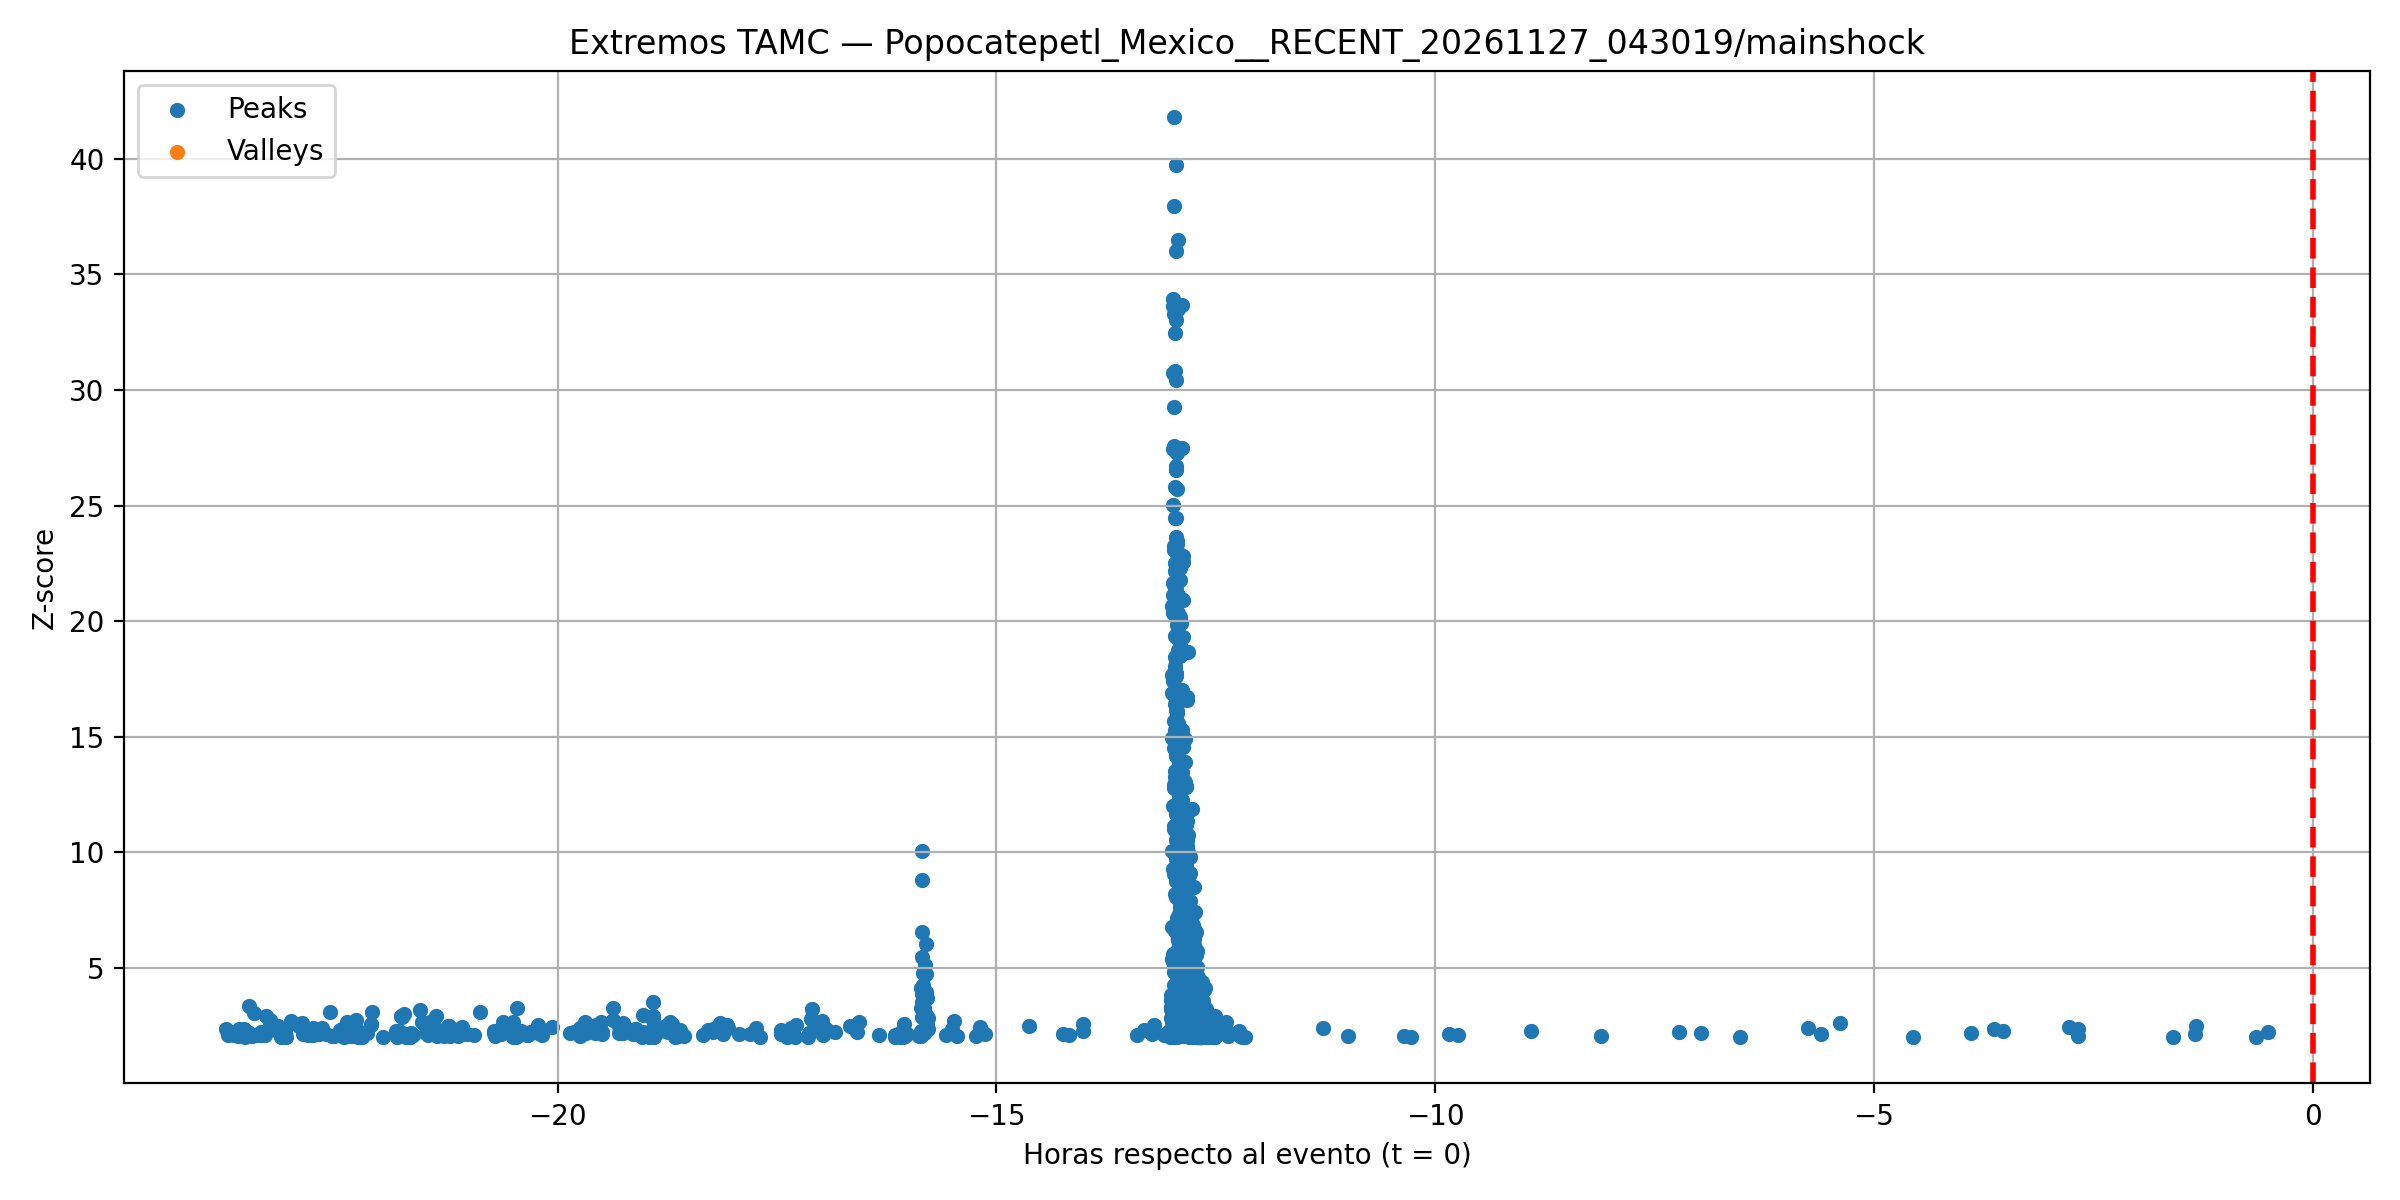 Extremos TAMC — Popocatepetl_Mexico__RECENT_20261127_043019/mainshock
Peaks
Valleys
40
35
30
25
20
15
10
5
Z-score
−20
−15
−10
−5
0
Horas respecto al evento (t = 0)